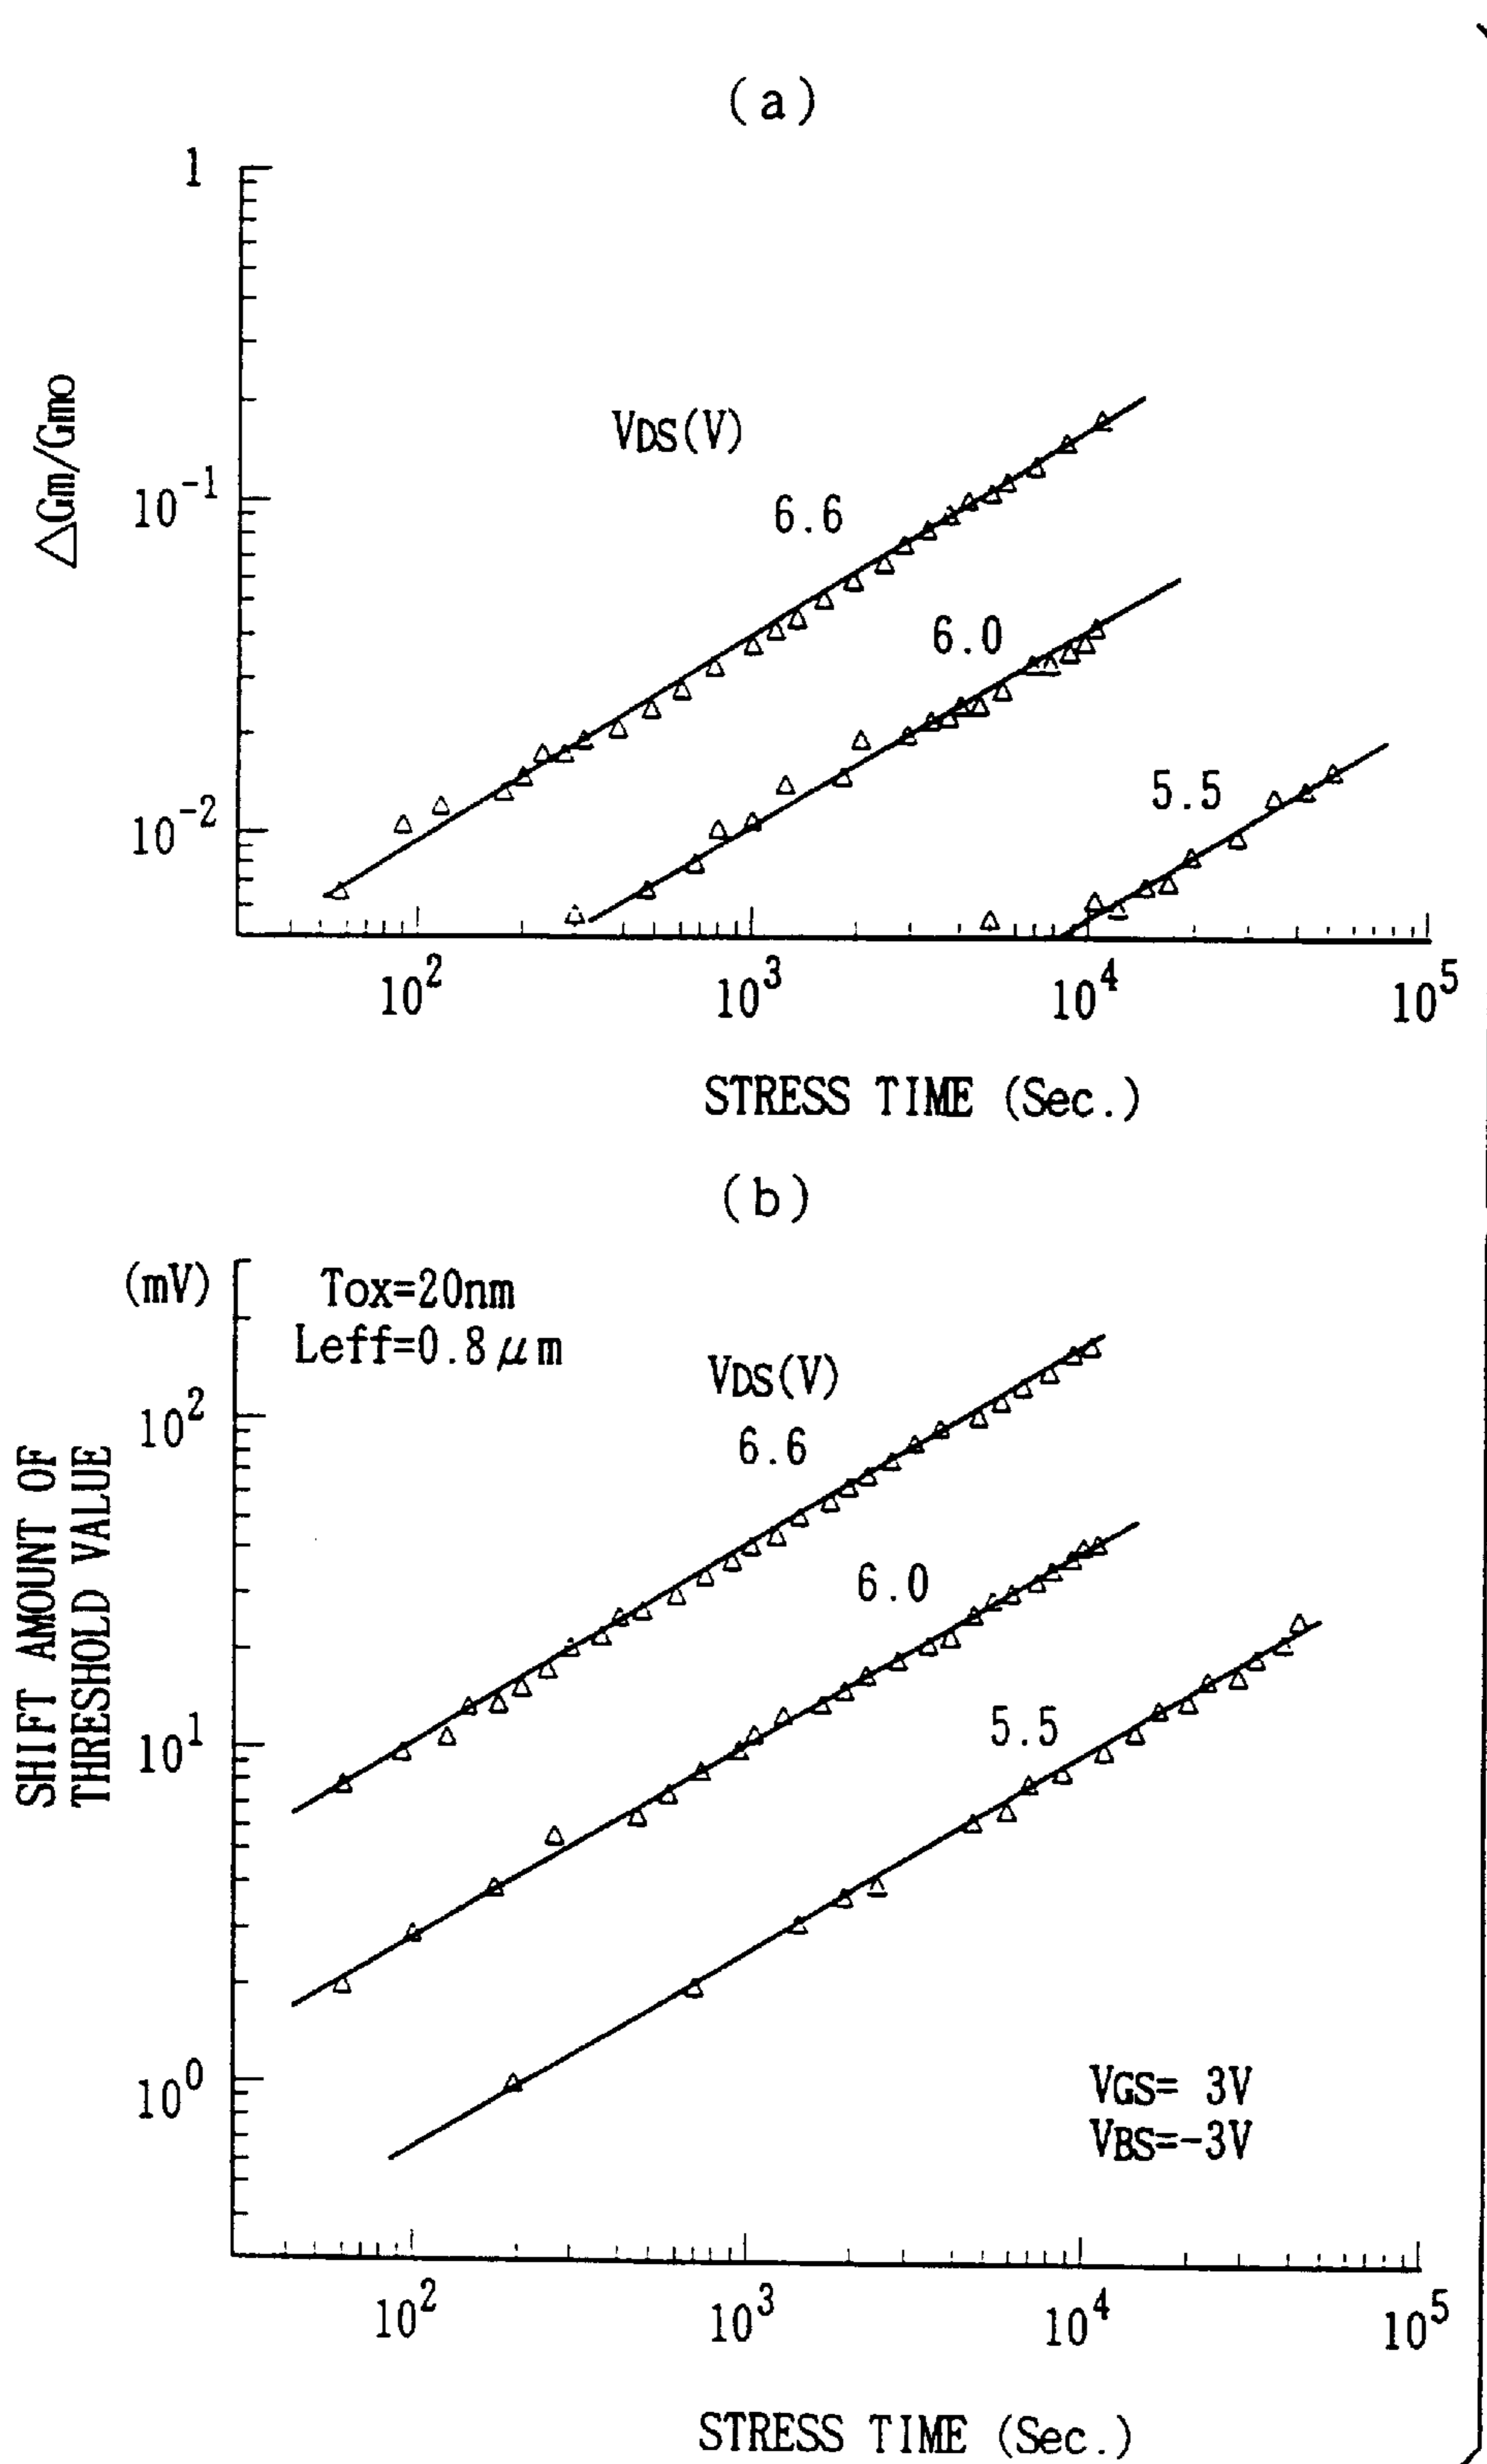 (a)
1
10⁻¹
10⁻²
△Gm/Gmo
VDS(V)
6.6
6.0
5.5
10² 10³ 10⁴ 10⁵
STRESS TIME (Sec.)
(b)
(mV)
Tox=20nm
Leff=0.8μm
VDS(V)
6.6
6.0
5.5
10²
10¹
10⁰
SHIFT AMOUNT OF
THRESHOLD VALUE
VGS= 3V
VBS=-3V
10² 10³ 10⁴ 10⁵
STRESS TIME (Sec.)